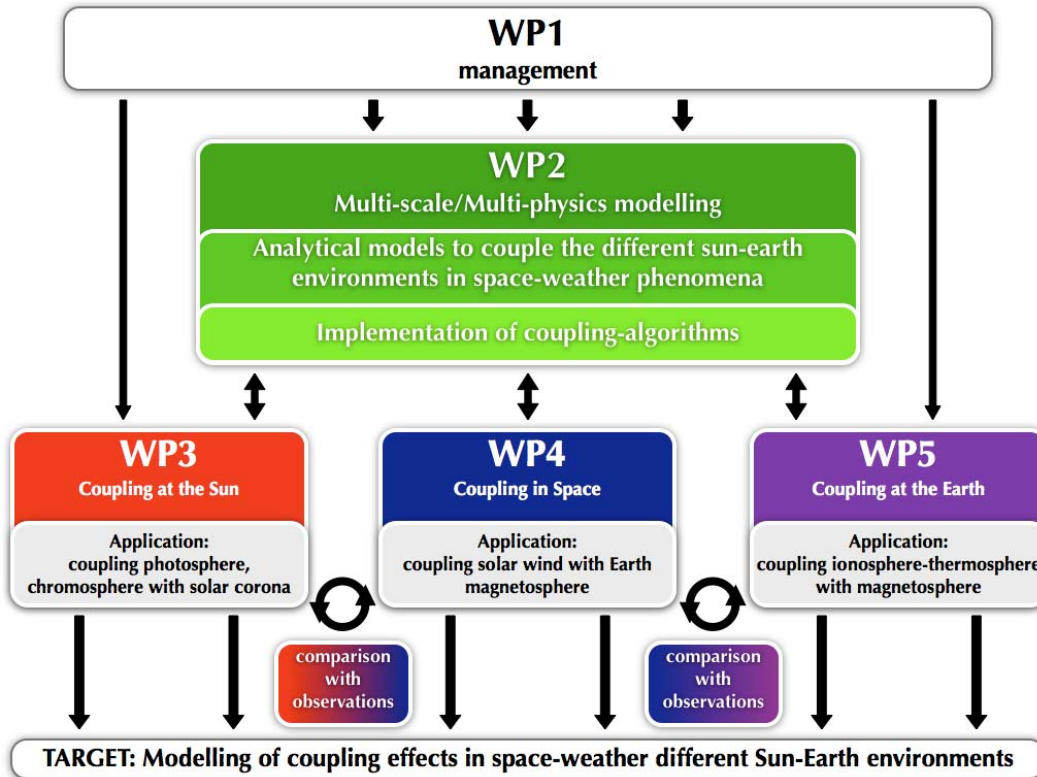 WP1
management
WP2
Multi-scale/Multi-physics modelling
Analytical models to couple the different sun-earth
environments in space-weather phenomena
Implementation of coupling-algorithms
WP3
Coupling at the Sun
Application:
coupling photosphere,
chromosphere with solar corona
WP4
Coupling in Space
Application:
coupling solar wind with Earth
magnetosphere
WP5
Coupling at the Earth
Application:
coupling ionosphere-thermosphere
with magnetosphere
comparison
with
observations
comparison
with
observations
TARGET: Modelling of coupling effects in space-weather different Sun-Earth environments